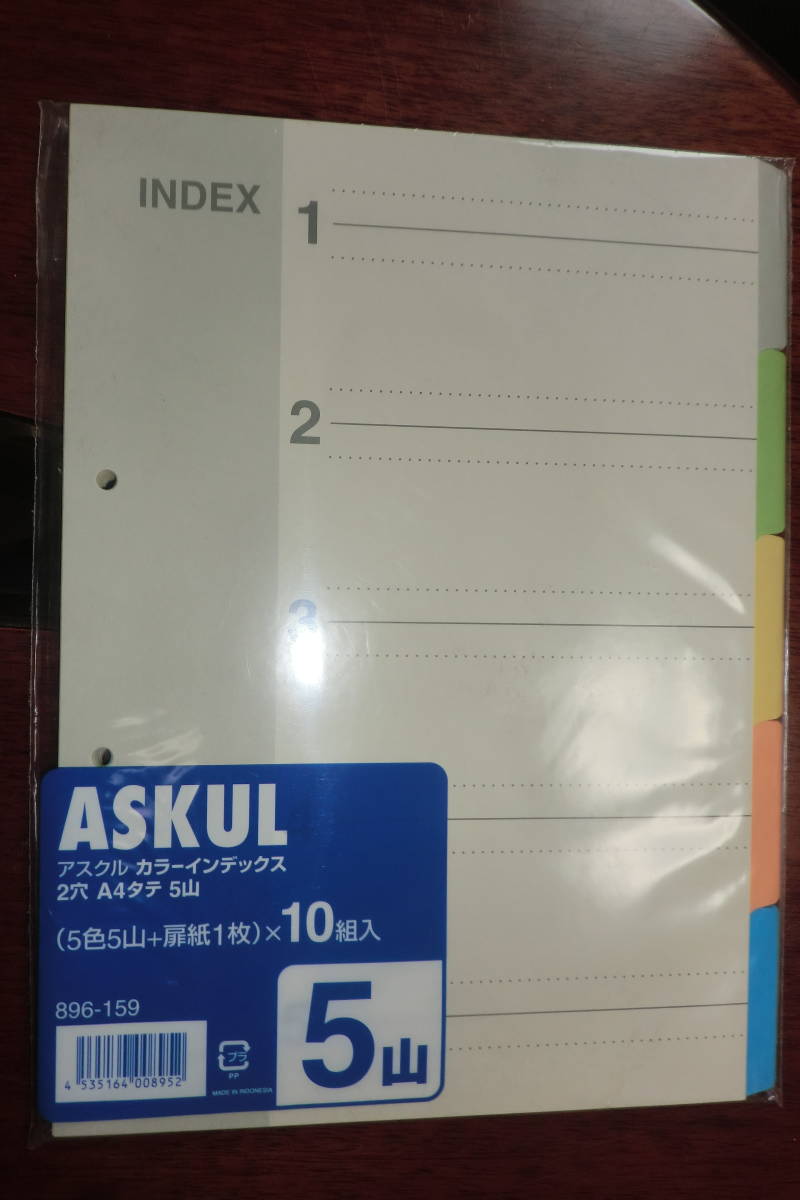 INDEX
1
2
3
ASKUL
アスクル カラーインデックス
2穴 A4タテ 5山
(5色5山+扉紙1枚)×10組入
896-159
5山
4 535164 008952
プラ
PP
MADE IN INDONESIA